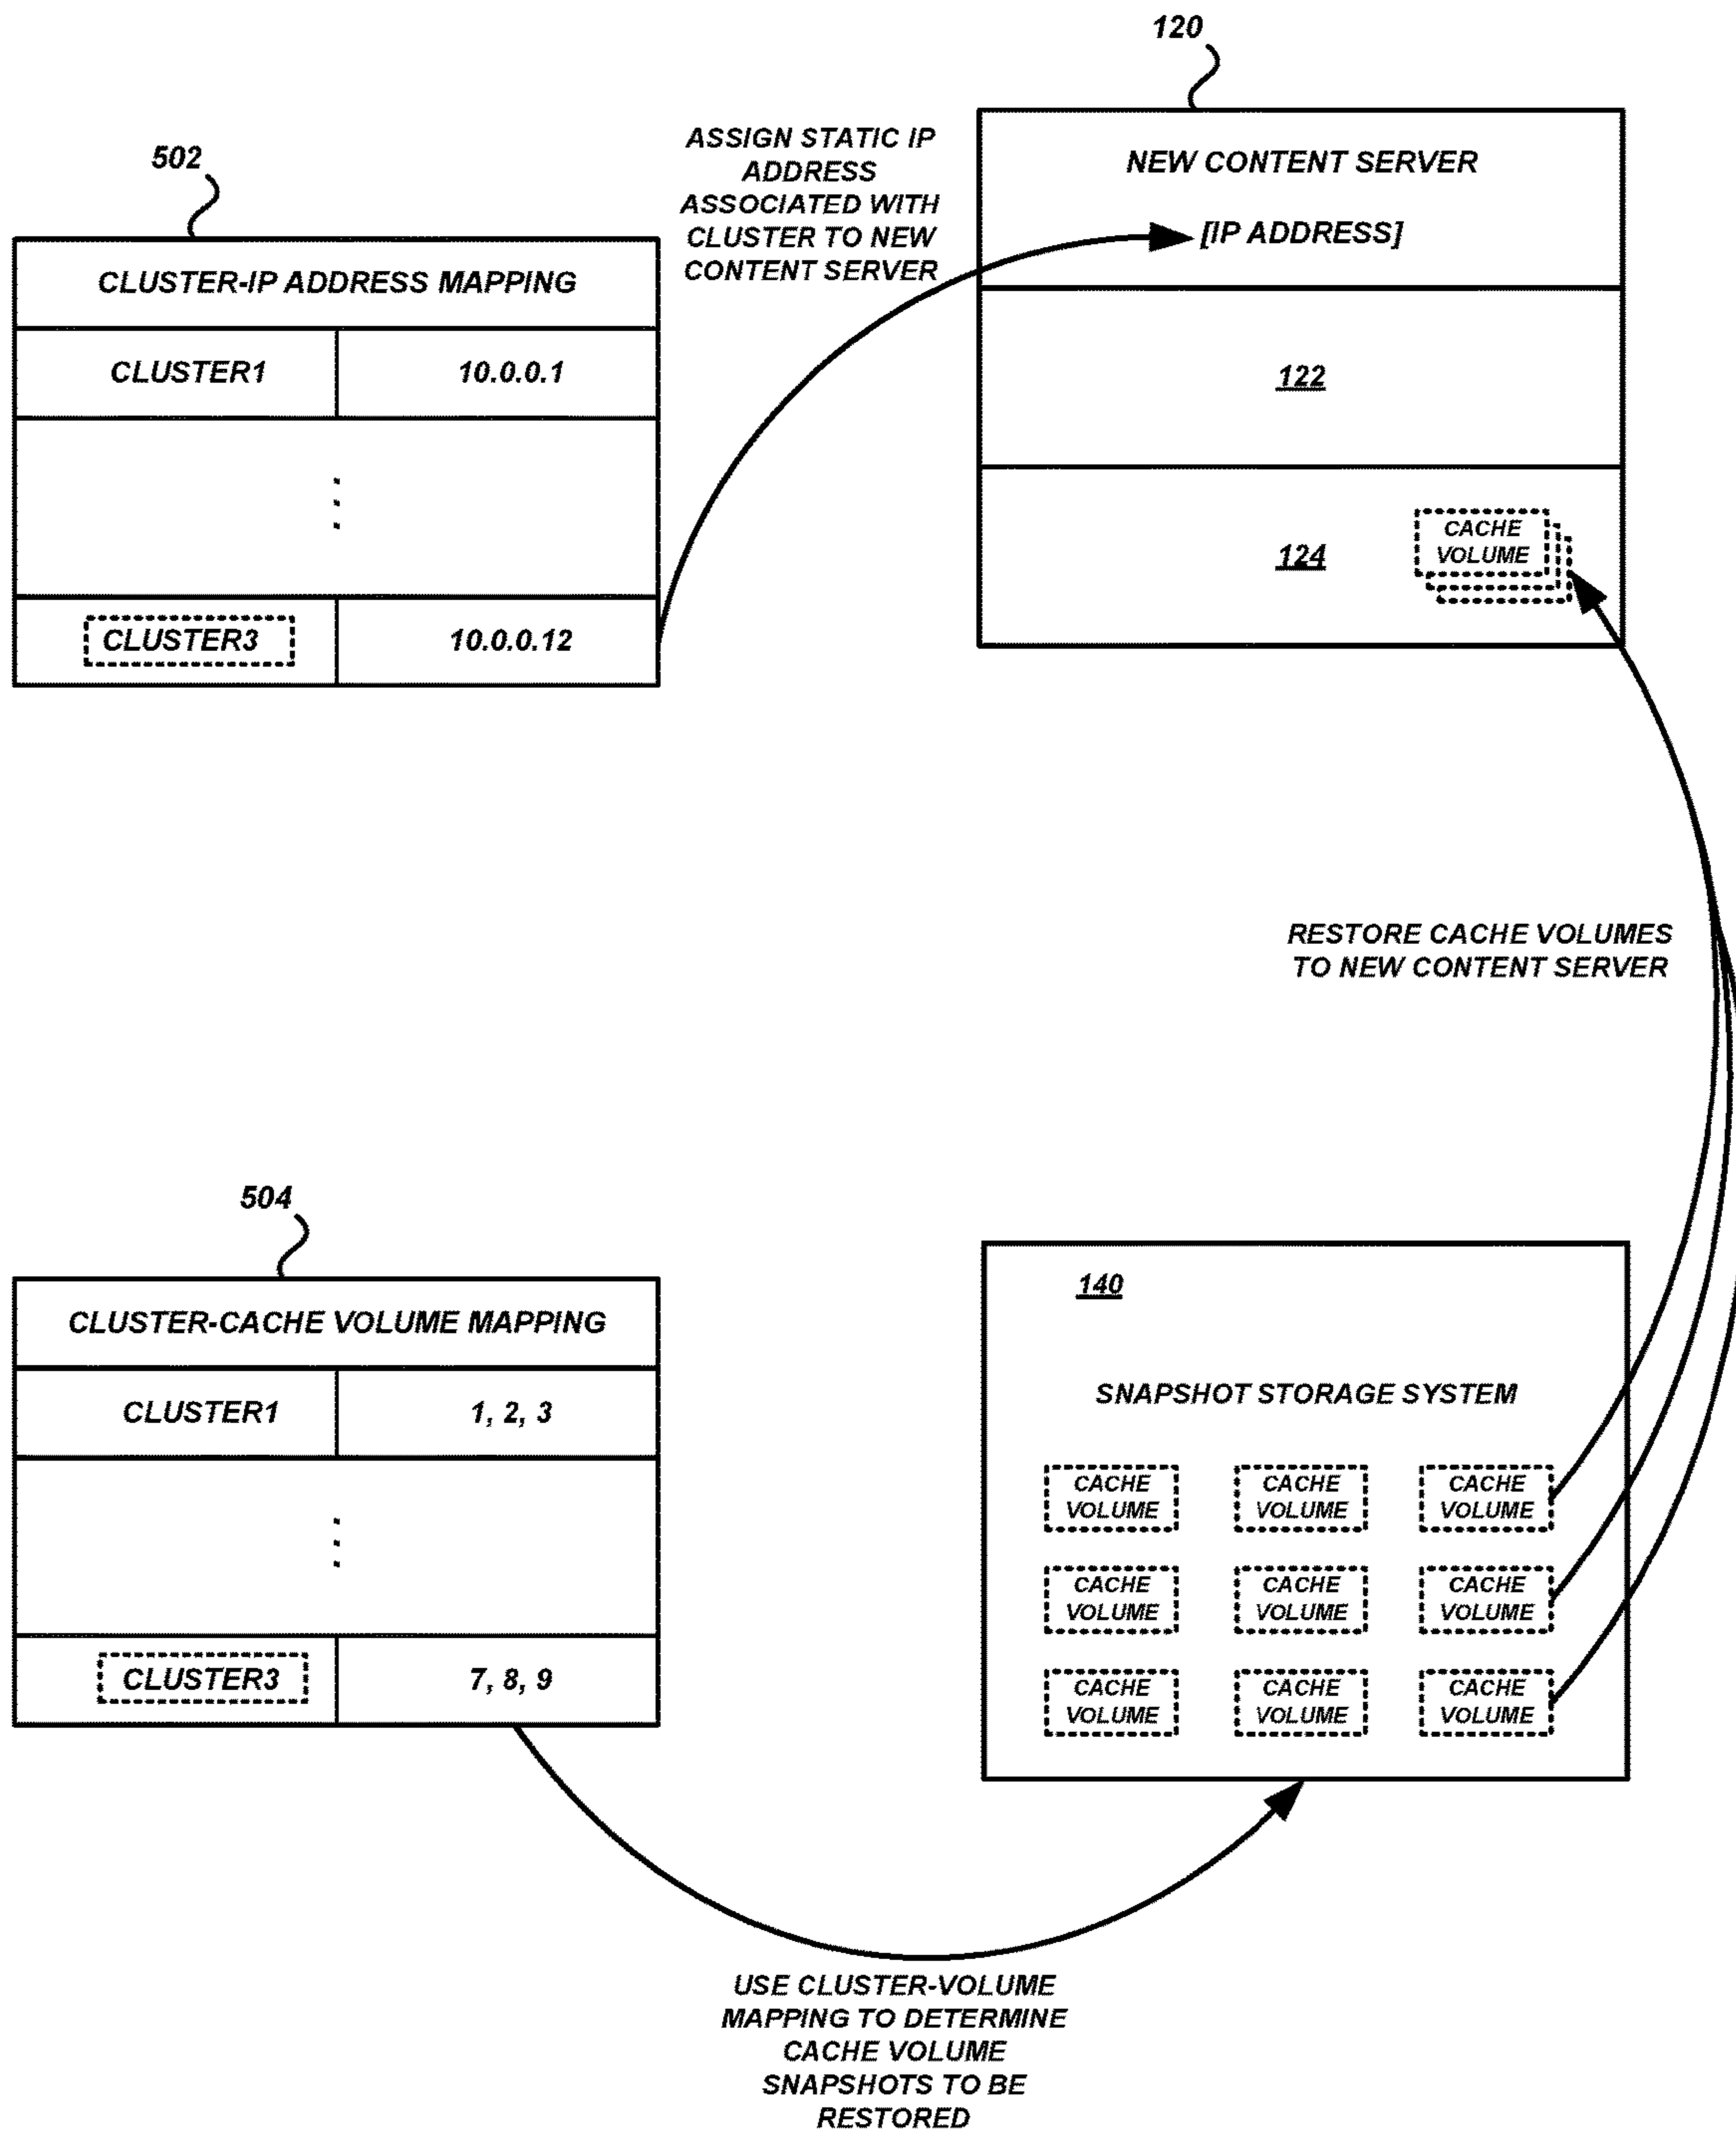 120
502
ASSIGN STATIC IP
ADDRESS
ASSOCIATED WITH
CLUSTER TO NEW
CONTENT SERVER
NEW CONTENT SERVER
[IP ADDRESS]
122
124
CACHE
VOLUME
CLUSTER-IP ADDRESS MAPPING
CLUSTER1 10.0.0.1
CLUSTER3 10.0.0.12
RESTORE CACHE VOLUMES
TO NEW CONTENT SERVER
504
CLUSTER-CACHE VOLUME MAPPING
CLUSTER1 1, 2, 3
CLUSTER3 7, 8, 9
140
SNAPSHOT STORAGE SYSTEM
CACHE CACHE CACHE
VOLUME VOLUME VOLUME
CACHE CACHE CACHE
VOLUME VOLUME VOLUME
CACHE CACHE CACHE
VOLUME VOLUME VOLUME
USE CLUSTER-VOLUME
MAPPING TO DETERMINE
CACHE VOLUME
SNAPSHOTS TO BE
RESTORED